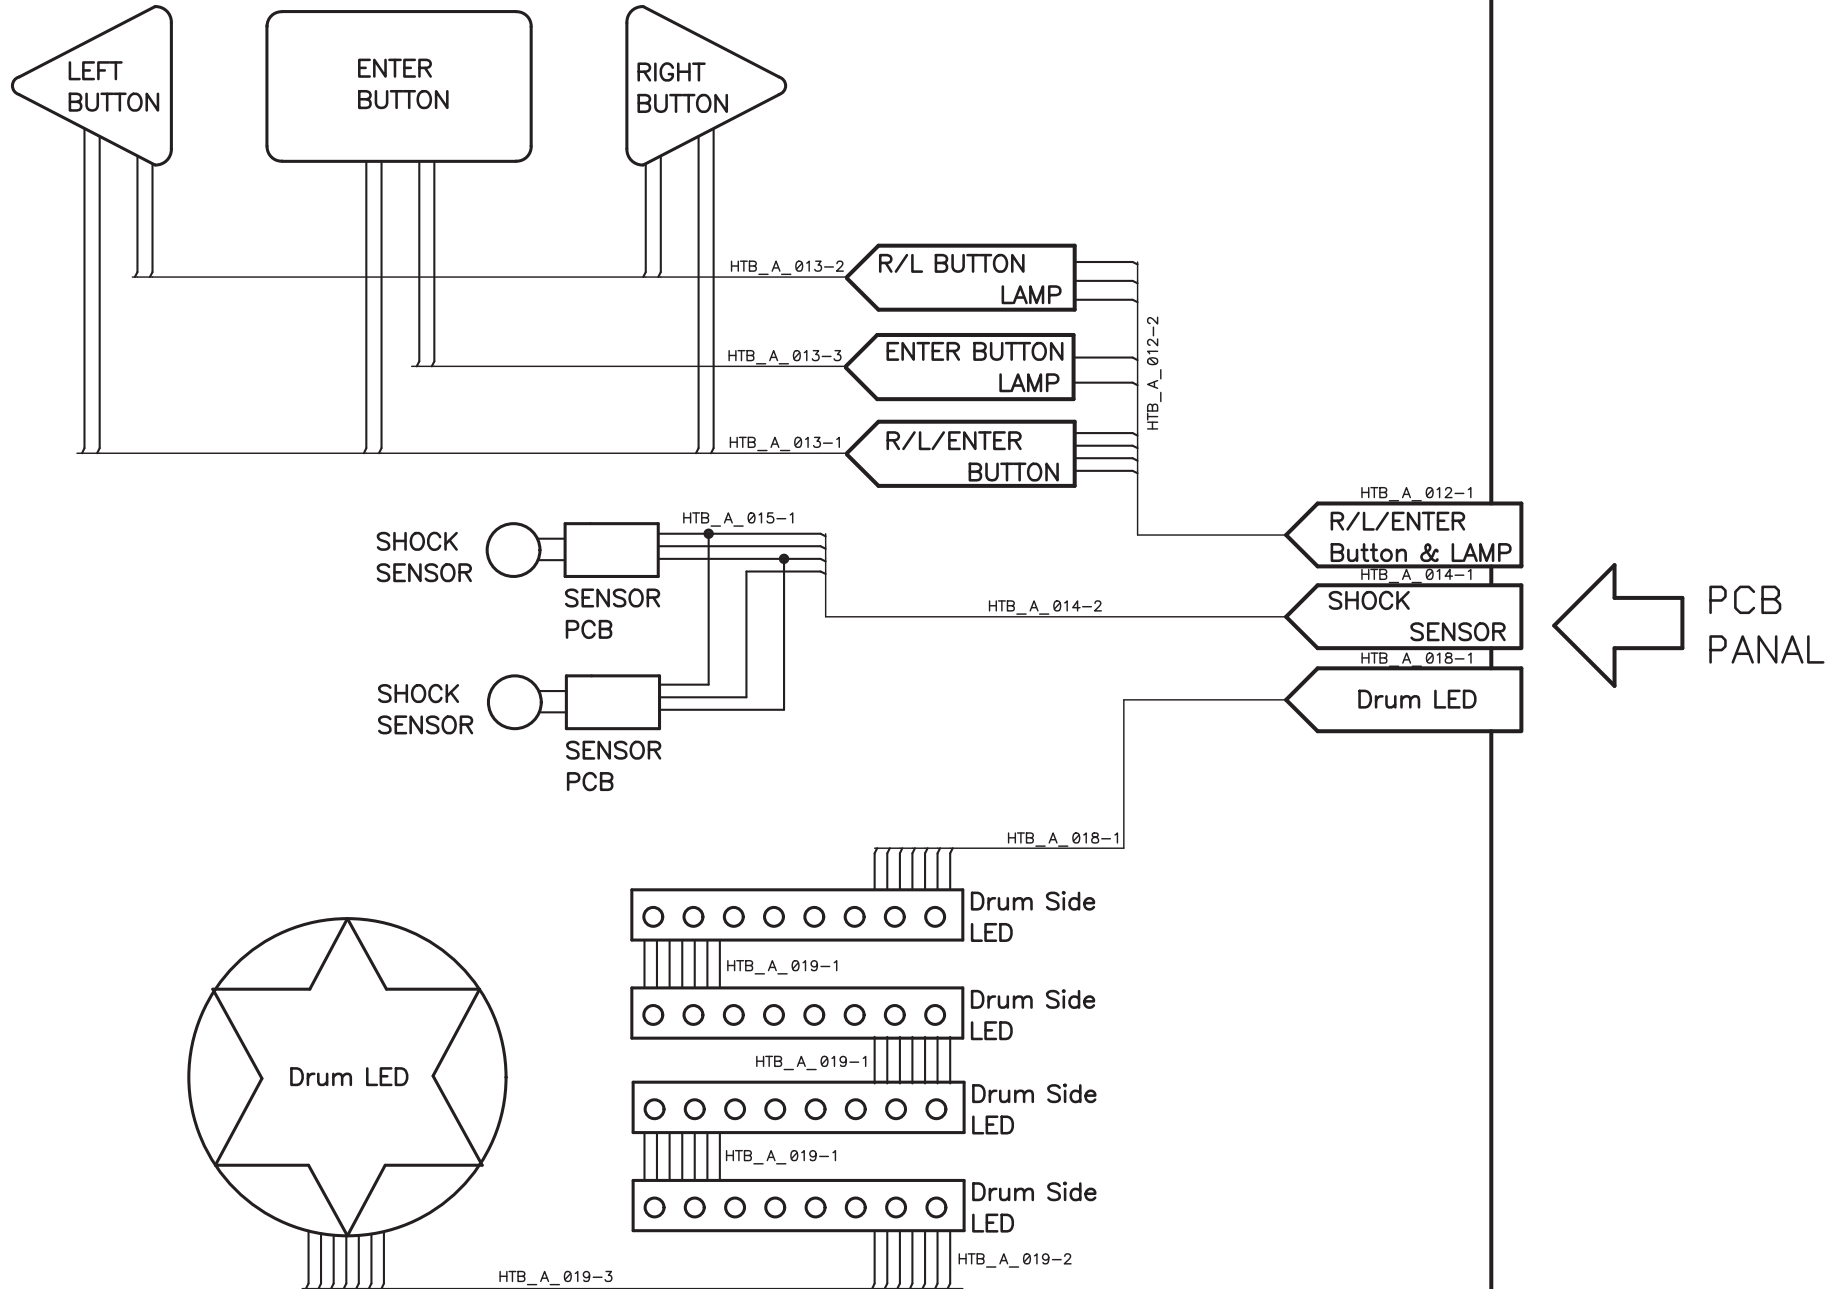 LEFT
BUTTON
ENTER
BUTTON
RIGHT
BUTTON
HTB_A_013-2
R/L BUTTON
LAMP
HTB_A_012-2
HTB_A_013-3
ENTER BUTTON
LAMP
HTB_A_013-1
R/L/ENTER
BUTTON
HTB_A_012-1
R/L/ENTER
Button & LAMP
HTB_A_015-1
SHOCK
SENSOR
SENSOR
PCB
HTB_A_014-1
SHOCK
SENSOR
HTB_A_014-2
PCB
PANAL
HTB_A_018-1
Drum LED
SHOCK
SENSOR
SENSOR
PCB
HTB_A_018-1
Drum Side
LED
HTB_A_019-1
Drum Side
LED
HTB_A_019-1
Drum LED
Drum Side
LED
HTB_A_019-1
Drum Side
LED
HTB_A_019-2
HTB_A_019-3